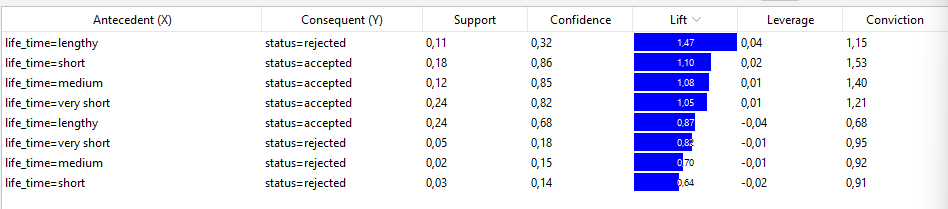 Antecedent (X) Consequent (Y) Support Confidence Lift Leverage Conviction
life_time=lengthy status=rejected 0,11 0,32 1,47 0,04 1,15
life_time=short status=accepted 0,18 0,86 1,10 0,02 1,53
life_time=medium status=accepted 0,12 0,85 1,08 0,01 1,40
life_time=very short status=accepted 0,24 0,82 1,05 0,01 1,21
life_time=lengthy status=accepted 0,24 0,68 0,87 -0,04 0,68
life_time=very short status=rejected 0,05 0,18 0,82 -0,01 0,95
life_time=medium status=rejected 0,02 0,15 0,70 -0,01 0,92
life_time=short status=rejected 0,03 0,14 0,64 -0,02 0,91